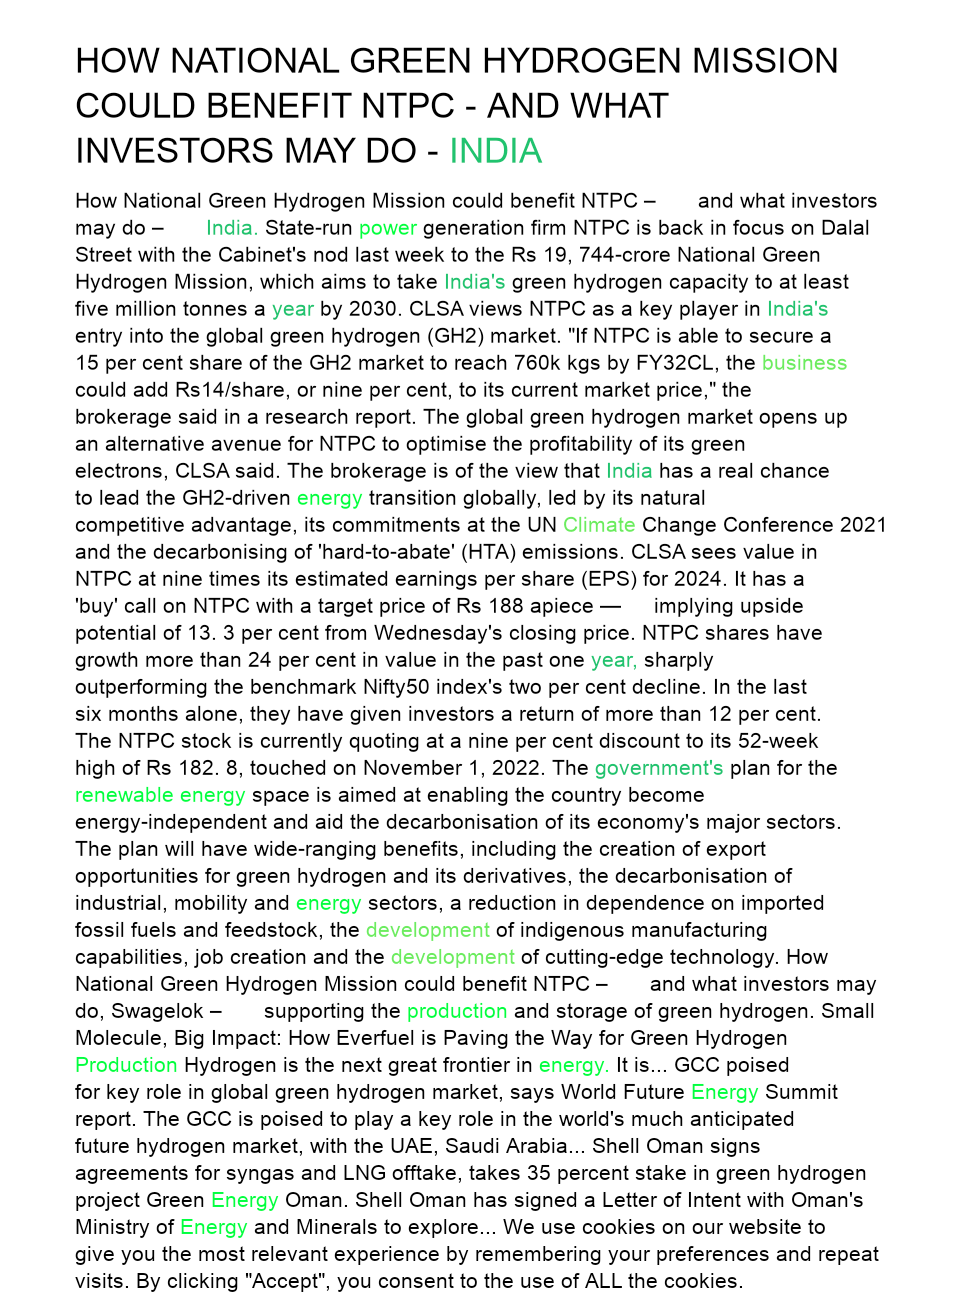 HOW NATIONAL GREEN HYDROGEN MISSION
COULD BENEFIT NTPC - AND WHAT
INVESTORS MAY DO - INDIA
How National Green Hydrogen Mission could benefit NTPC – and what investors
may do – India. State-run power generation firm NTPC is back in focus on Dalal
Street with the Cabinet's nod last week to the Rs 19, 744-crore National Green
Hydrogen Mission, which aims to take India's green hydrogen capacity to at least
five million tonnes a year by 2030. CLSA views NTPC as a key player in India's
entry into the global green hydrogen (GH2) market. "If NTPC is able to secure a
15 per cent share of the GH2 market to reach 760k kgs by FY32CL, the business
could add Rs14/share, or nine per cent, to its current market price," the
brokerage said in a research report. The global green hydrogen market opens up
an alternative avenue for NTPC to optimise the profitability of its green
electrons, CLSA said. The brokerage is of the view that India has a real chance
to lead the GH2-driven energy transition globally, led by its natural
competitive advantage, its commitments at the UN Climate Change Conference 2021
and the decarbonising of 'hard-to-abate' (HTA) emissions. CLSA sees value in
NTPC at nine times its estimated earnings per share (EPS) for 2024. It has a
'buy' call on NTPC with a target price of Rs 188 apiece — implying upside
potential of 13. 3 per cent from Wednesday's closing price. NTPC shares have
growth more than 24 per cent in value in the past one year, sharply
outperforming the benchmark Nifty50 index's two per cent decline. In the last
six months alone, they have given investors a return of more than 12 per cent.
The NTPC stock is currently quoting at a nine per cent discount to its 52-week
high of Rs 182. 8, touched on November 1, 2022. The government's plan for the
renewable energy space is aimed at enabling the country become
energy-independent and aid the decarbonisation of its economy's major sectors.
The plan will have wide-ranging benefits, including the creation of export
opportunities for green hydrogen and its derivatives, the decarbonisation of
industrial, mobility and energy sectors, a reduction in dependence on imported
fossil fuels and feedstock, the development of indigenous manufacturing
capabilities, job creation and the development of cutting-edge technology. How
National Green Hydrogen Mission could benefit NTPC – and what investors may
do, Swagelok – supporting the production and storage of green hydrogen. Small
Molecule, Big Impact: How Everfuel is Paving the Way for Green Hydrogen
Production Hydrogen is the next great frontier in energy. It is... GCC poised
for key role in global green hydrogen market, says World Future Energy Summit
report. The GCC is poised to play a key role in the world's much anticipated
future hydrogen market, with the UAE, Saudi Arabia... Shell Oman signs
agreements for syngas and LNG offtake, takes 35 percent stake in green hydrogen
project Green Energy Oman. Shell Oman has signed a Letter of Intent with Oman's
Ministry of Energy and Minerals to explore... We use cookies on our website to
give you the most relevant experience by remembering your preferences and repeat
visits. By clicking "Accept", you consent to the use of ALL the cookies.